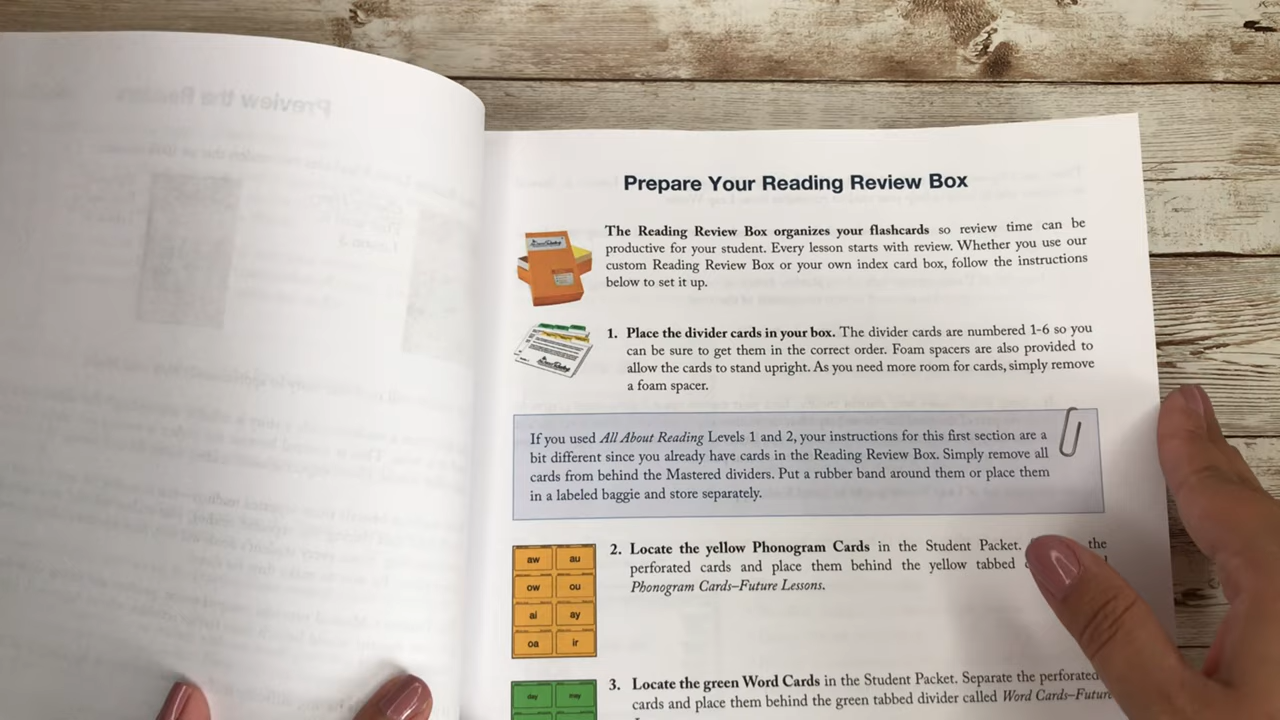 Prepare Your Reading Review Box
The Reading Review Box organizes your flashcards so review time can be
productive for your student. Every lesson starts with review. Whether you use our
custom Reading Review Box or your own index card box, follow the instructions
below to set it up.
1. Place the divider cards in your box. The divider cards are numbered 1-6 so you
can be sure to get them in the correct order. Foam spacers are also provided to
allow the cards to stand upright. As you need more room for cards, simply remove
a foam spacer.
If you used All About Reading Levels 1 and 2, your instructions for this first section are a
bit different since you already have cards in the Reading Review Box. Simply remove all
cards from behind the Mastered dividers. Put a rubber band around them or place them
in a labeled baggie and store separately.
aw au
ow ou
ai ay
oa ir
2. Locate the yellow Phonogram Cards in the Student Packet. the
perforated cards and place them behind the yellow tabbed
Phonogram Cards–Future Lessons.
day may
3. Locate the green Word Cards in the Student Packet. Separate the perforated
cards and place them behind the green tabbed divider called Word Cards–Future